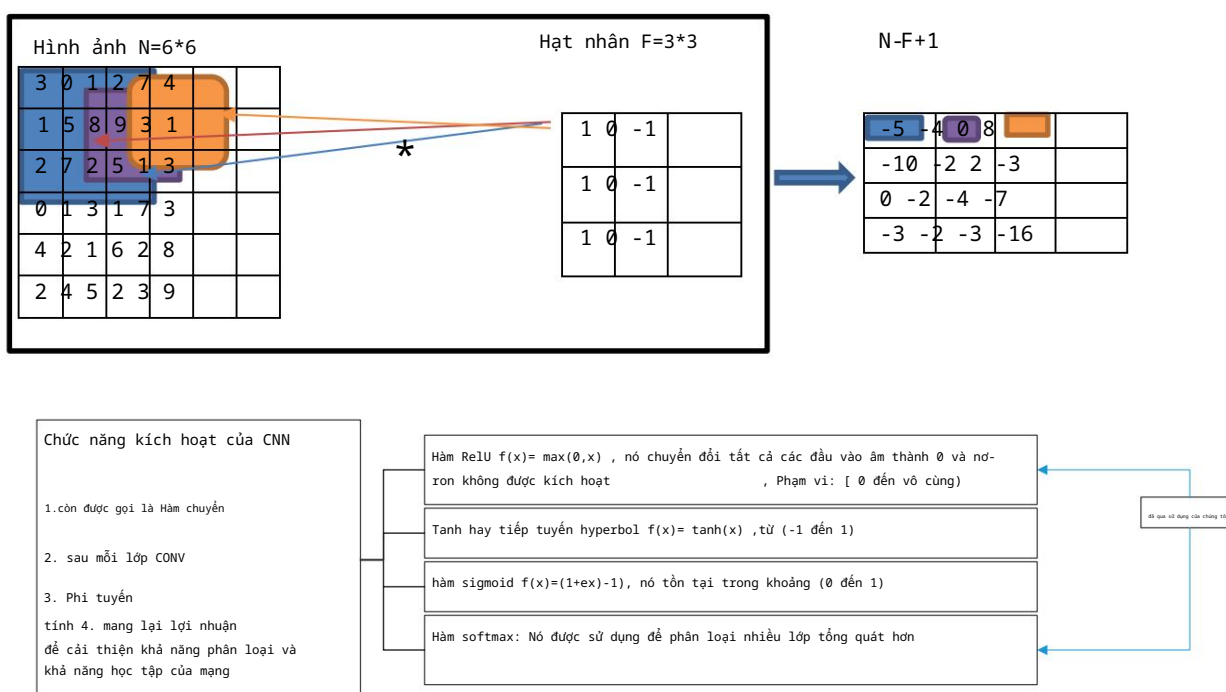 Hình ảnh N=6*6
Hạt nhân F=3*3
N-F+1
3 0 1 2 7 4
1 5 8 9 3 1
2 7 2 5 1 3
0 1 3 1 7 3
4 2 1 6 2 8
2 4 5 2 3 9
*
1 0 -1
1 0 -1
1 0 -1
-5 -4 0 8
-10 -2 2 -3
0 -2 -4 -7
-3 -2 -3 -16
Chức năng kích hoạt của CNN
1.còn được gọi là Hàm chuyển
2. sau mỗi lớp CONV
3. Phi tuyến
tính 4. mang lại lợi nhuận
để cải thiện khả năng phân loại và
khả năng học tập của mạng
Hàm RelU f(x)= max(0,x) , nó chuyển đổi tất cả các đầu vào âm thành 0 và nơ-
ron không được kích hoạt , Phạm vi: [ 0 đến vô cùng)
Tanh hay tiếp tuyến hyperbol f(x)= tanh(x) ,từ (-1 đến 1)
hàm sigmoid f(x)=(1+ex)-1), nó tồn tại trong khoảng (0 đến 1)
Hàm softmax: Nó được sử dụng để phân loại nhiều lớp tổng quát hơn
đã qua sử dụng của chúng tô